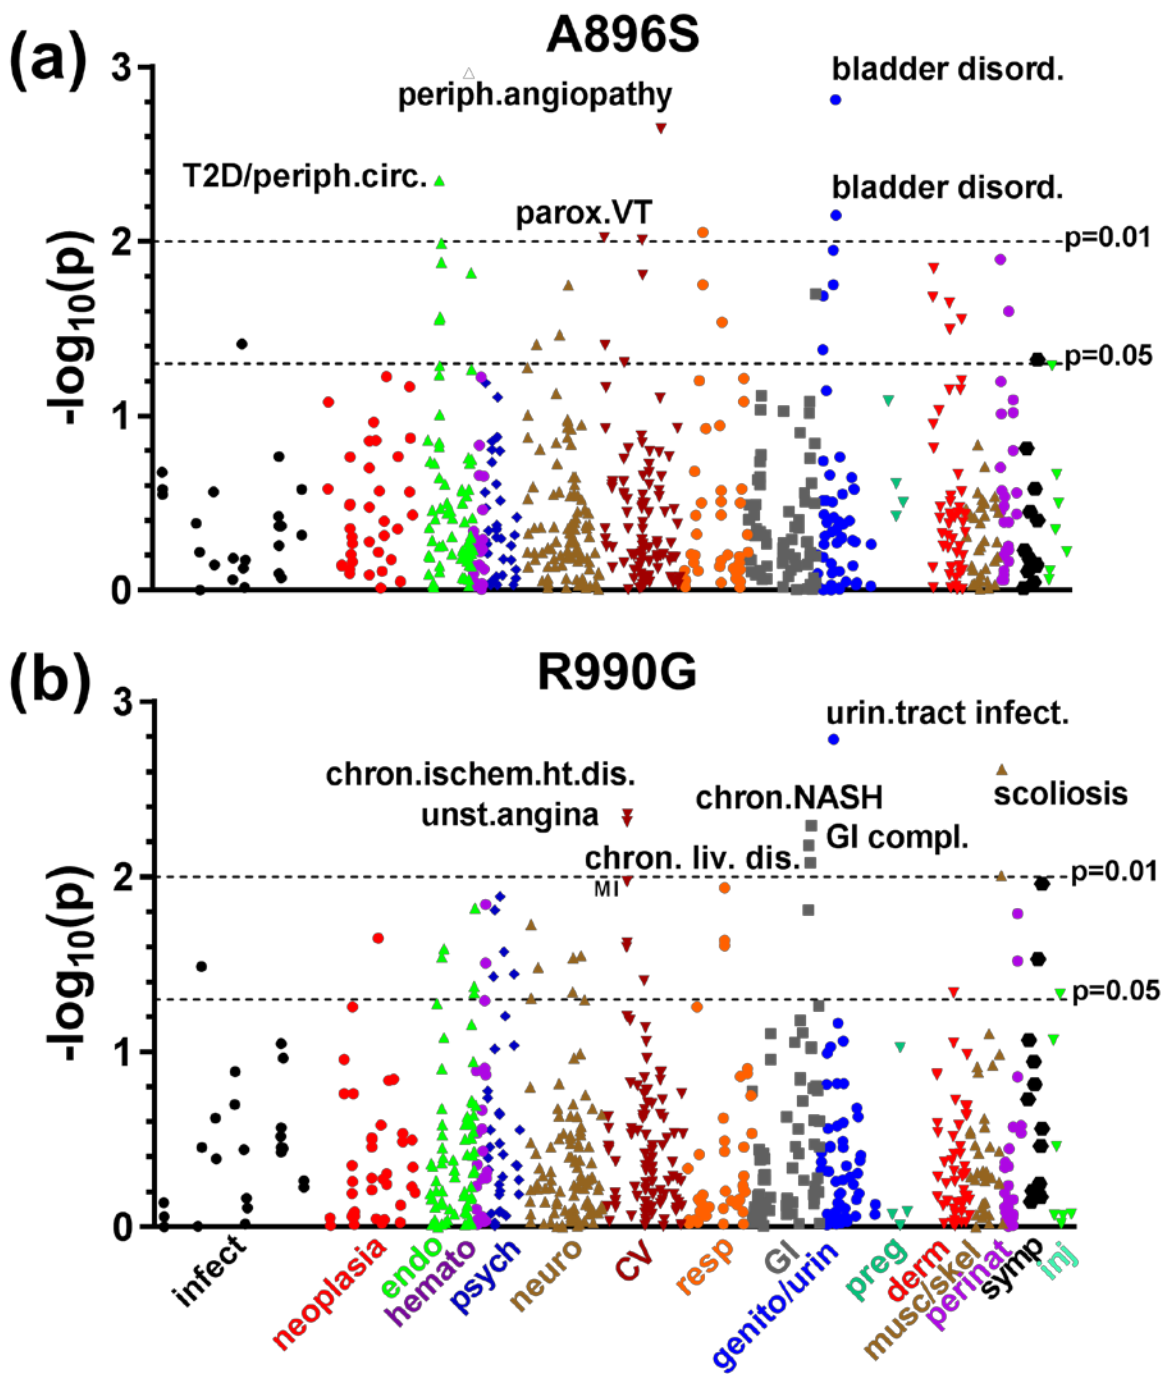 (a)
A896S
3
bladder disord.
periph.angiopathy
T2D/periph.circ.
bladder disord.
parox.VT
2
p=0.01
-log10(p)
p=0.05
1
0
(b)
R990G
3
urin.tract infect.
chron.ischem.ht.dis.
chron.NASH
scoliosis
unst.angina
GI compl.
chron. liv. dis.
2
MI
p=0.01
-log10(p)
p=0.05
1
0
infect
neoplasia
endo
hemato
psych
neuro
CV
resp
GI
genito/urin
preg
derm
musc/skel
perinat
symp
inj